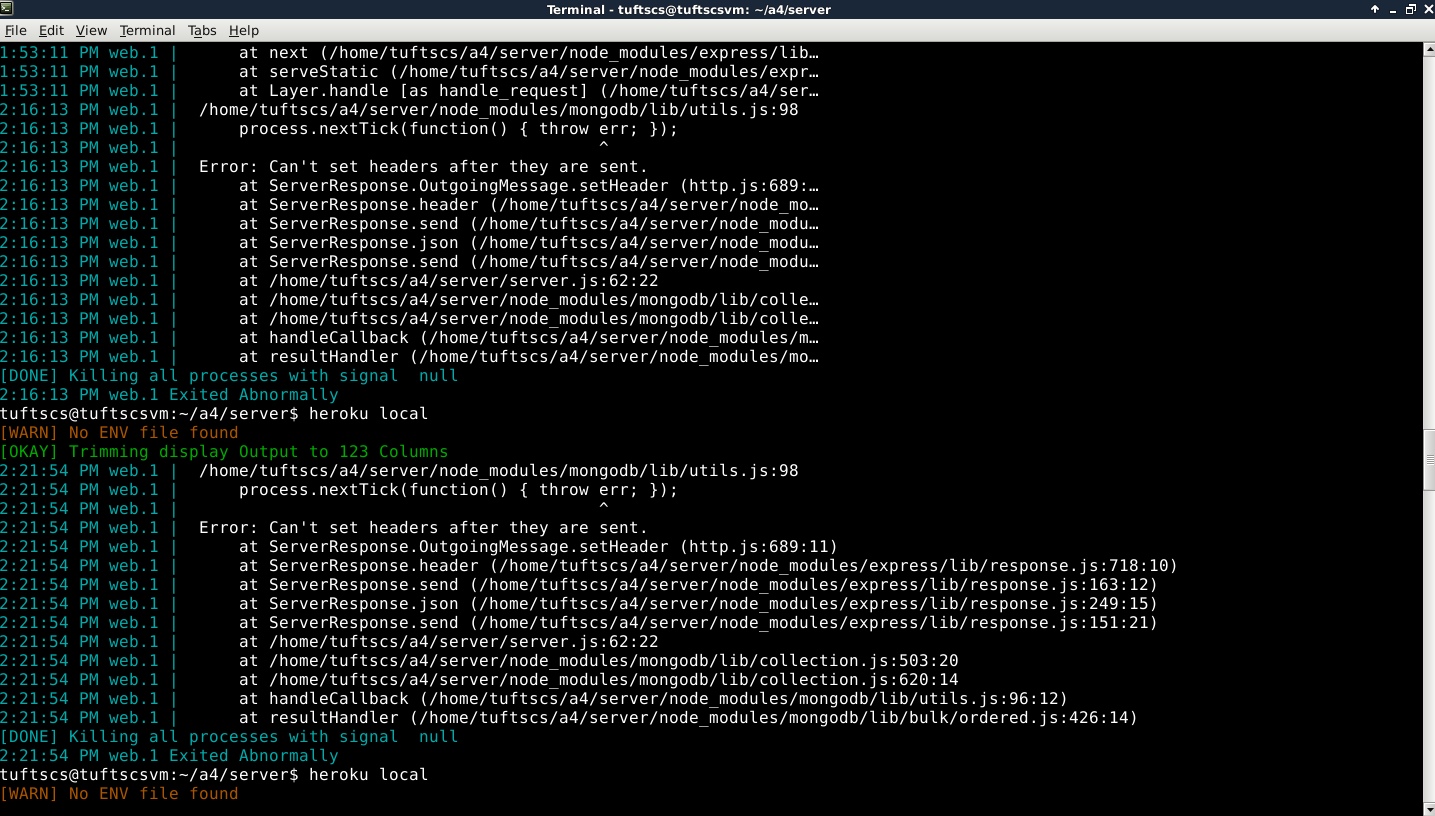 Terminal - tuftscs@tuftscsvm: ~/a4/server
File Edit View Terminal Tabs Help
1:53:11 PM web.1 |      at next (/home/tuftscs/a4/server/node_modules/express/lib…
1:53:11 PM web.1 |      at serveStatic (/home/tuftscs/a4/server/node_modules/expr…
1:53:11 PM web.1 |      at Layer.handle [as handle_request] (/home/tuftscs/a4/ser…
2:16:13 PM web.1 |  /home/tuftscs/a4/server/node_modules/mongodb/lib/utils.js:98
2:16:13 PM web.1 |      process.nextTick(function() { throw err; });
2:16:13 PM web.1 |                                          ^
2:16:13 PM web.1 |  Error: Can't set headers after they are sent.
2:16:13 PM web.1 |      at ServerResponse.OutgoingMessage.setHeader (http.js:689:…
2:16:13 PM web.1 |      at ServerResponse.header (/home/tuftscs/a4/server/node_mo…
2:16:13 PM web.1 |      at ServerResponse.send (/home/tuftscs/a4/server/node_modu…
2:16:13 PM web.1 |      at ServerResponse.json (/home/tuftscs/a4/server/node_modu…
2:16:13 PM web.1 |      at ServerResponse.send (/home/tuftscs/a4/server/node_modu…
2:16:13 PM web.1 |      at /home/tuftscs/a4/server/server.js:62:22
2:16:13 PM web.1 |      at /home/tuftscs/a4/server/node_modules/mongodb/lib/colle…
2:16:13 PM web.1 |      at /home/tuftscs/a4/server/node_modules/mongodb/lib/colle…
2:16:13 PM web.1 |      at handleCallback (/home/tuftscs/a4/server/node_modules/m…
2:16:13 PM web.1 |      at resultHandler (/home/tuftscs/a4/server/node_modules/mo…
[DONE] Killing all processes with signal  null
2:16:13 PM web.1 Exited Abnormally
tuftscs@tuftscsvm:~/a4/server$ heroku local
[WARN] No ENV file found
[OKAY] Trimming display Output to 123 Columns
2:21:54 PM web.1 |  /home/tuftscs/a4/server/node_modules/mongodb/lib/utils.js:98
2:21:54 PM web.1 |      process.nextTick(function() { throw err; });
2:21:54 PM web.1 |                                          ^
2:21:54 PM web.1 |  Error: Can't set headers after they are sent.
2:21:54 PM web.1 |      at ServerResponse.OutgoingMessage.setHeader (http.js:689:11)
2:21:54 PM web.1 |      at ServerResponse.header (/home/tuftscs/a4/server/node_modules/express/lib/response.js:718:10)
2:21:54 PM web.1 |      at ServerResponse.send (/home/tuftscs/a4/server/node_modules/express/lib/response.js:163:12)
2:21:54 PM web.1 |      at ServerResponse.json (/home/tuftscs/a4/server/node_modules/express/lib/response.js:249:15)
2:21:54 PM web.1 |      at ServerResponse.send (/home/tuftscs/a4/server/node_modules/express/lib/response.js:151:21)
2:21:54 PM web.1 |      at /home/tuftscs/a4/server/server.js:62:22
2:21:54 PM web.1 |      at /home/tuftscs/a4/server/node_modules/mongodb/lib/collection.js:503:20
2:21:54 PM web.1 |      at /home/tuftscs/a4/server/node_modules/mongodb/lib/collection.js:620:14
2:21:54 PM web.1 |      at handleCallback (/home/tuftscs/a4/server/node_modules/mongodb/lib/utils.js:96:12)
2:21:54 PM web.1 |      at resultHandler (/home/tuftscs/a4/server/node_modules/mongodb/lib/bulk/ordered.js:426:14)
[DONE] Killing all processes with signal  null
2:21:54 PM web.1 Exited Abnormally
tuftscs@tuftscsvm:~/a4/server$ heroku local
[WARN] No ENV file found